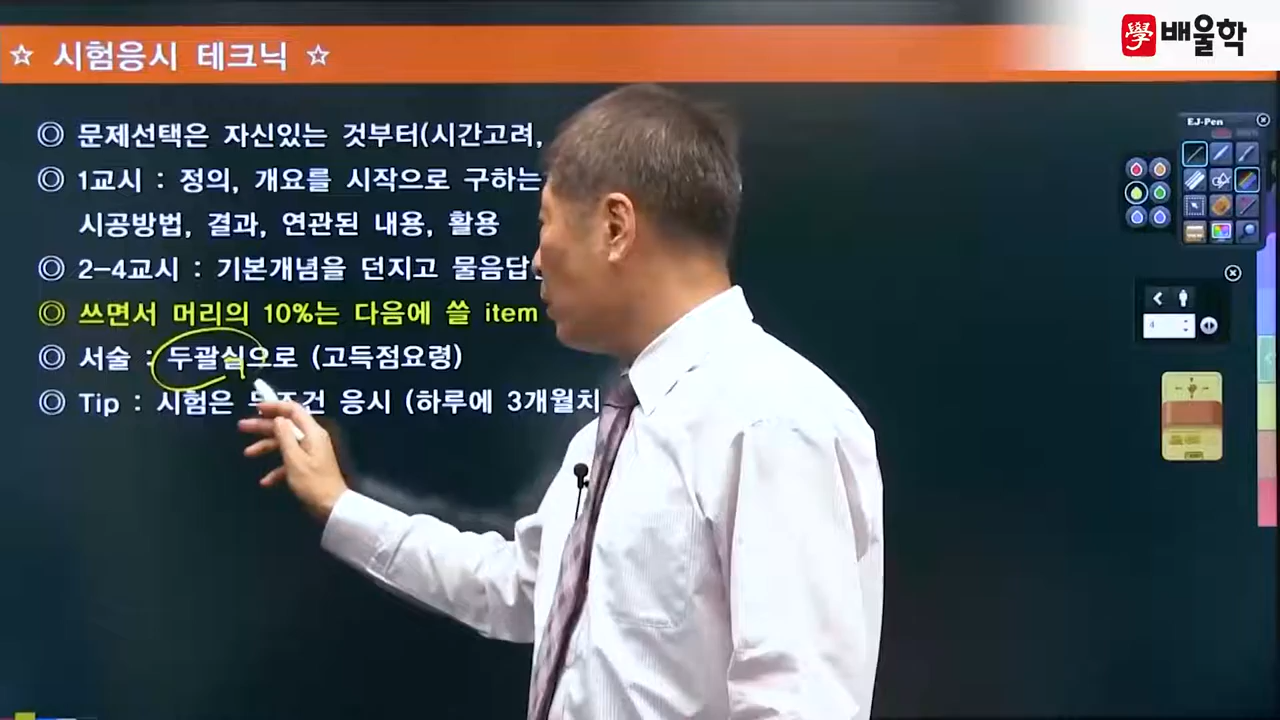 學 배울학
☆ 시험응시 테크닉 ☆
◎ 문제선택은 자신있는 것부터(시간고려,
◎ 1교시 : 정의, 개요를 시작으로 구하는
시공방법, 결과, 연관된 내용, 활용
◎ 2-4교시 : 기본개념을 던지고 물음답
◎ 쓰면서 머리의 10%는 다음에 쓸 item
◎ 서술 : 두괄식으로 (고득점요령)
◎ Tip : 시험은 응시 (하루에 3개월치
EJ-Pen
4